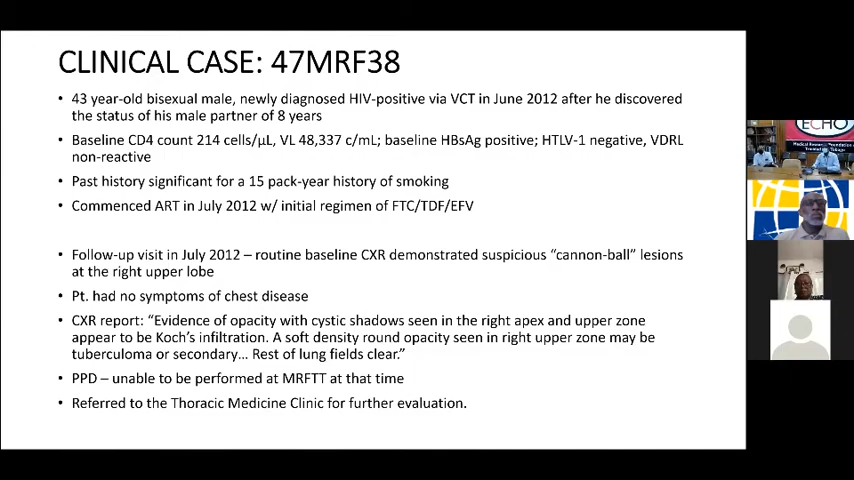 CLINICAL CASE: 47MRF38
• 43 year-old bisexual male, newly diagnosed HIV-positive via VCT in June 2012 after he discovered
the status of his male partner of 8 years
• Baseline CD4 count 214 cells/µL, VL 48,337 c/mL; baseline HBsAg positive; HTLV-1 negative, VDRL
non-reactive
• Past history significant for a 15 pack-year history of smoking
• Commenced ART in July 2012 w/ initial regimen of FTC/TDF/EFV
• Follow-up visit in July 2012 – routine baseline CXR demonstrated suspicious “cannon-ball” lesions
at the right upper lobe
• Pt. had no symptoms of chest disease
• CXR report: “Evidence of opacity with cystic shadows seen in the right apex and upper zone
appear to be Koch’s infiltration. A soft density round opacity seen in right upper zone may be
tuberculoma or secondary… Rest of lung fields clear.”
• PPD – unable to be performed at MRFTT at that time
• Referred to the Thoracic Medicine Clinic for further evaluation.
ECHO
Medical Research Foundation